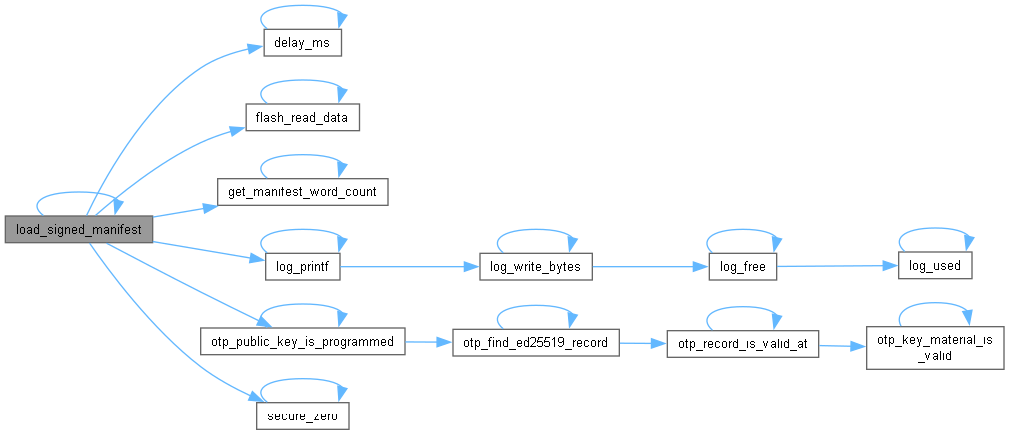 delay_ms
flash_read_data
get_manifest_word_count
load_signed_manifest
log_printf
log_write_bytes
log_free
log_used
otp_public_key_is_programmed
otp_find_ed25519_record
otp_record_is_valid_at
otp_key_material_is
_valid
secure_zero